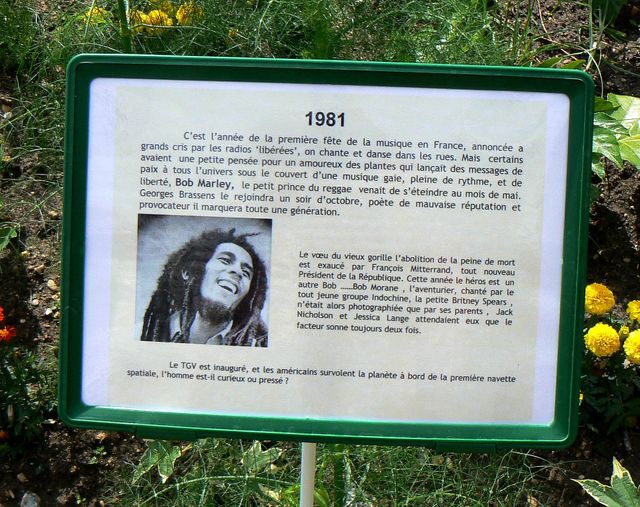 1981
C'est l'année de la première fête de la musique en France, annoncée a
grands cris par les radios 'libérées', on chante et danse dans les rues. Mais certains
avaient une petite pensée pour un amoureux des plantes qui lançait des messages de
paix à tous l'univers sous le couvert d'une musique gaie, pleine de rythme, et de
liberté, Bob Marley, le petit prince du reggae venait de s'éteindre au mois de mai.
Georges Brassens le rejoindra un soir d'octobre, poète de mauvaise réputation et
provocateur il marquera toute une génération.
Le vœu du vieux gorille l'abolition de la peine de mort
est exaucé par François Mitterrand, tout nouveau
Président de la République. Cette année le héros est un
autre Bob ......Bob Morane , l'aventurier, chanté par le
tout jeune groupe Indochine, la petite Britney Spears ,
n'était alors photographiée que par ses parents , Jack
Nicholson et Jessica Lange attendaient eux que le
facteur sonne toujours deux fois.
Le TGV est inauguré, et les américains survolent la planète à bord de la première navette
spatiale, l'homme est-il curieux ou pressé ?